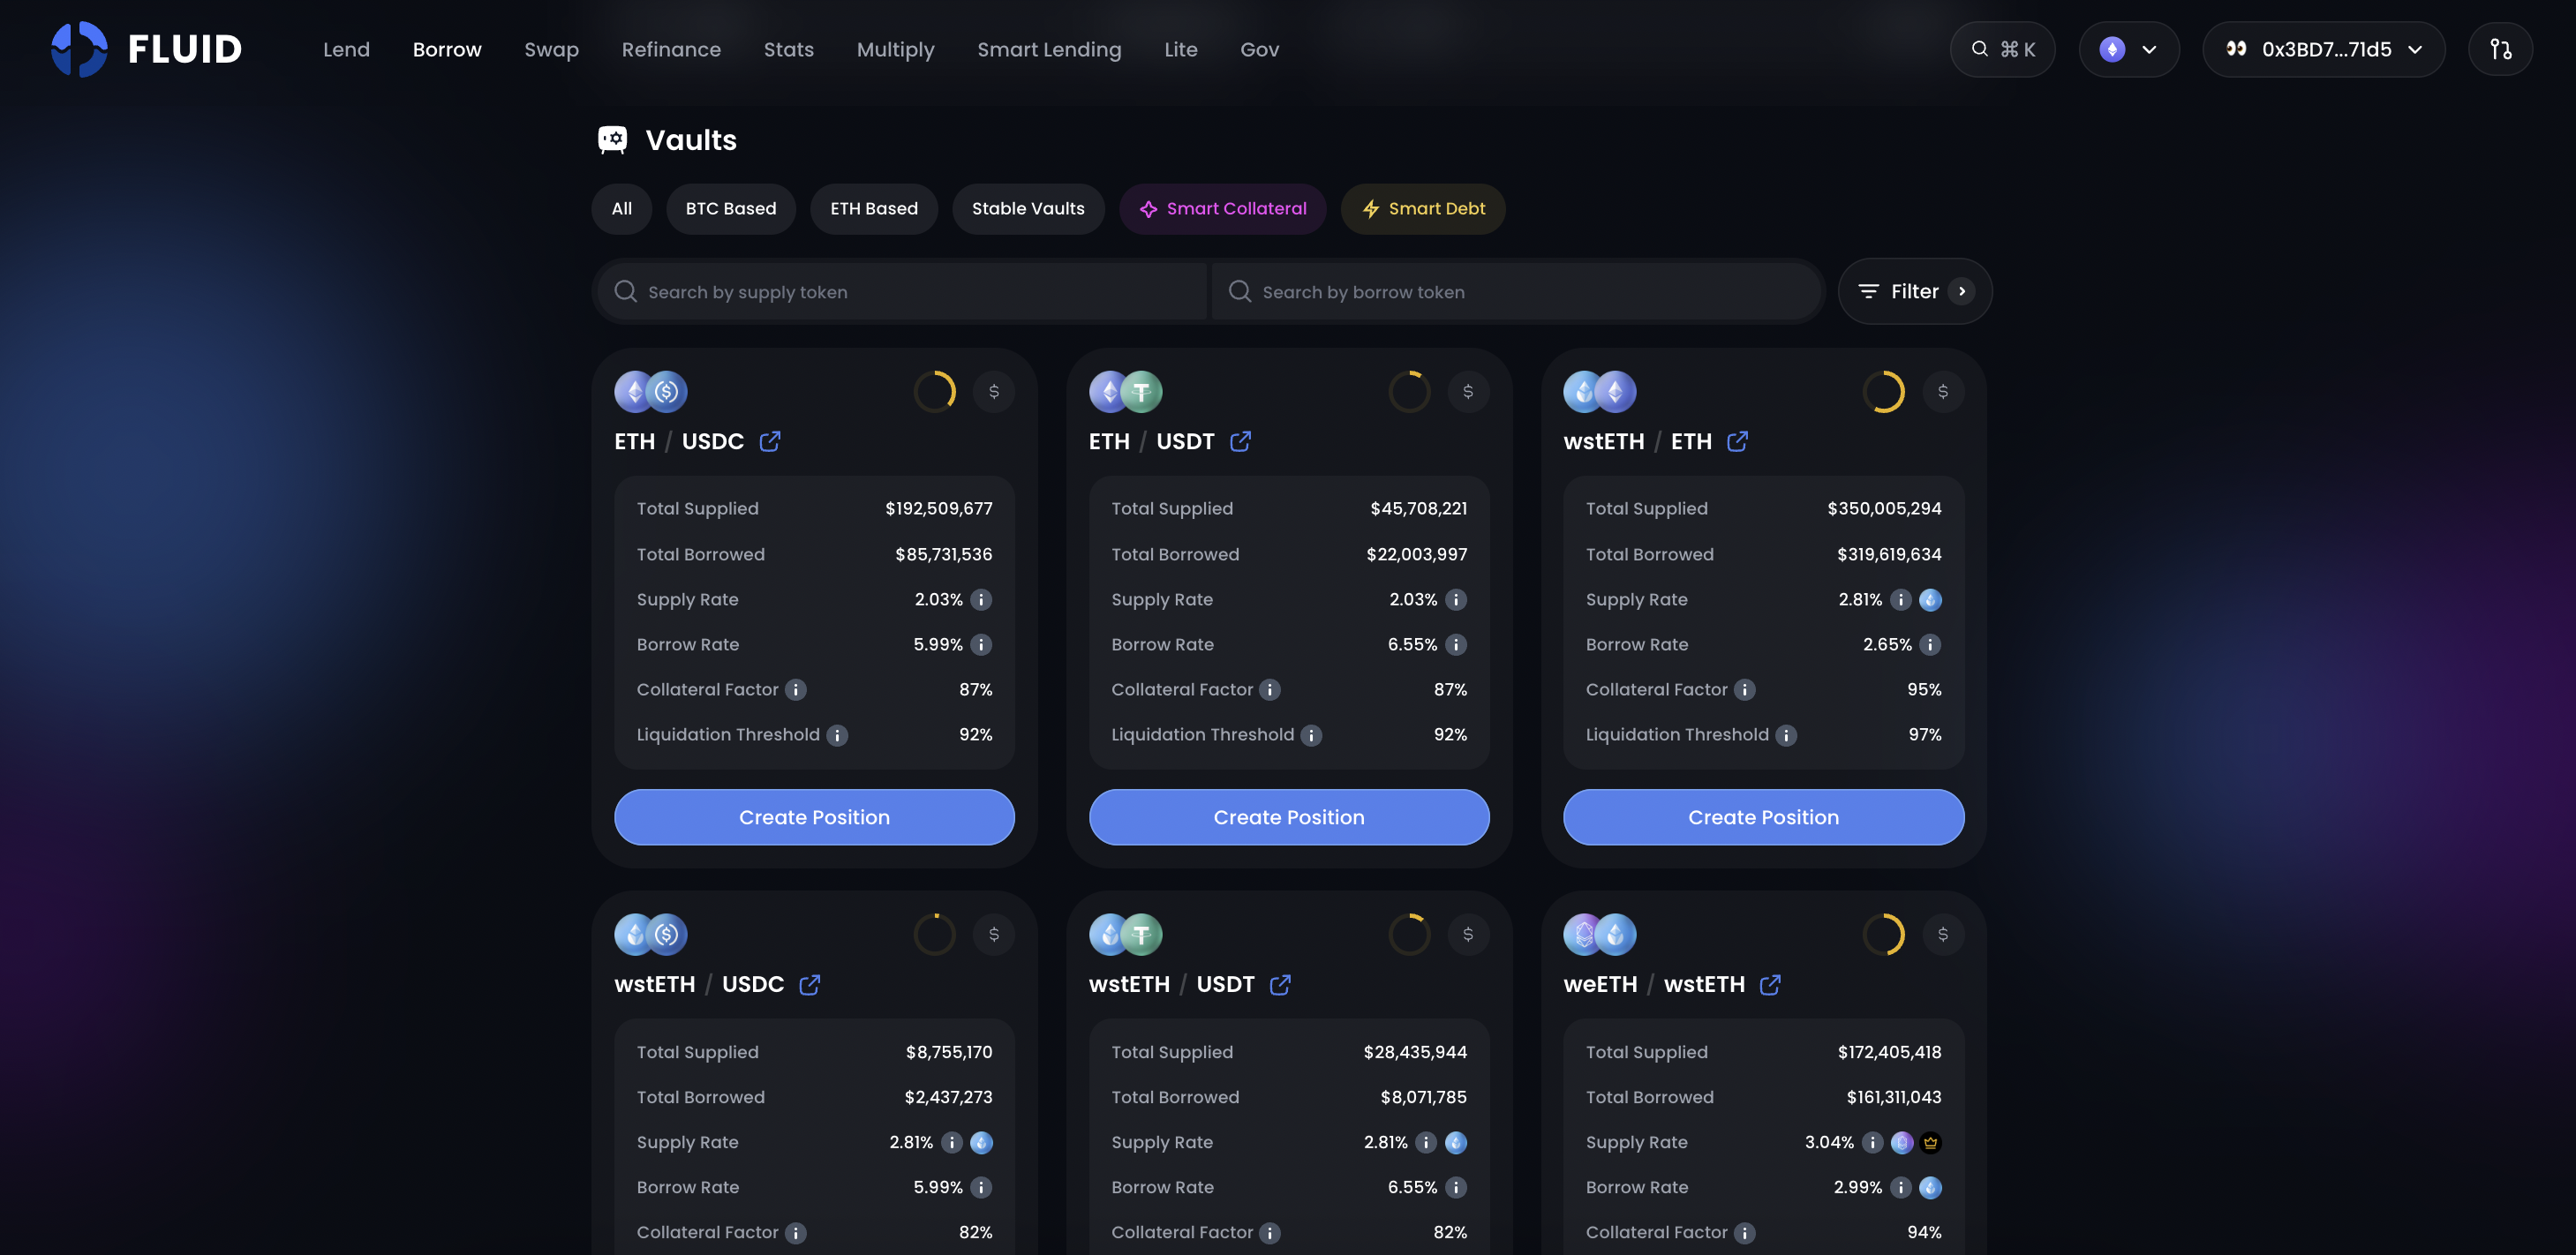 FLUID Lend Borrow Swap Refinance Stats Multiply Smart Lending Lite Gov ⌘ K 👀 0x3BD7...71d5
Vaults
All BTC Based ETH Based Stable Vaults Smart Collateral Smart Debt
Search by supply token Search by borrow token Filter
$ $ $
ETH / USDC ETH / USDT wstETH / ETH
Total Supplied $192,509,677 Total Supplied $45,708,221 Total Supplied $350,005,294
Total Borrowed $85,731,536 Total Borrowed $22,003,997 Total Borrowed $319,619,634
Supply Rate 2.03% Supply Rate 2.03% Supply Rate 2.81%
Borrow Rate 5.99% Borrow Rate 6.55% Borrow Rate 2.65%
Collateral Factor 87% Collateral Factor 87% Collateral Factor 95%
Liquidation Threshold 92% Liquidation Threshold 92% Liquidation Threshold 97%
Create Position Create Position Create Position
$ $ $
wstETH / USDC wstETH / USDT weETH / wstETH
Total Supplied $8,755,170 Total Supplied $28,435,944 Total Supplied $172,405,418
Total Borrowed $2,437,273 Total Borrowed $8,071,785 Total Borrowed $161,311,043
Supply Rate 2.81% Supply Rate 2.81% Supply Rate 3.04%
Borrow Rate 5.99% Borrow Rate 6.55% Borrow Rate 2.99%
Collateral Factor 82% Collateral Factor 82% Collateral Factor 94%